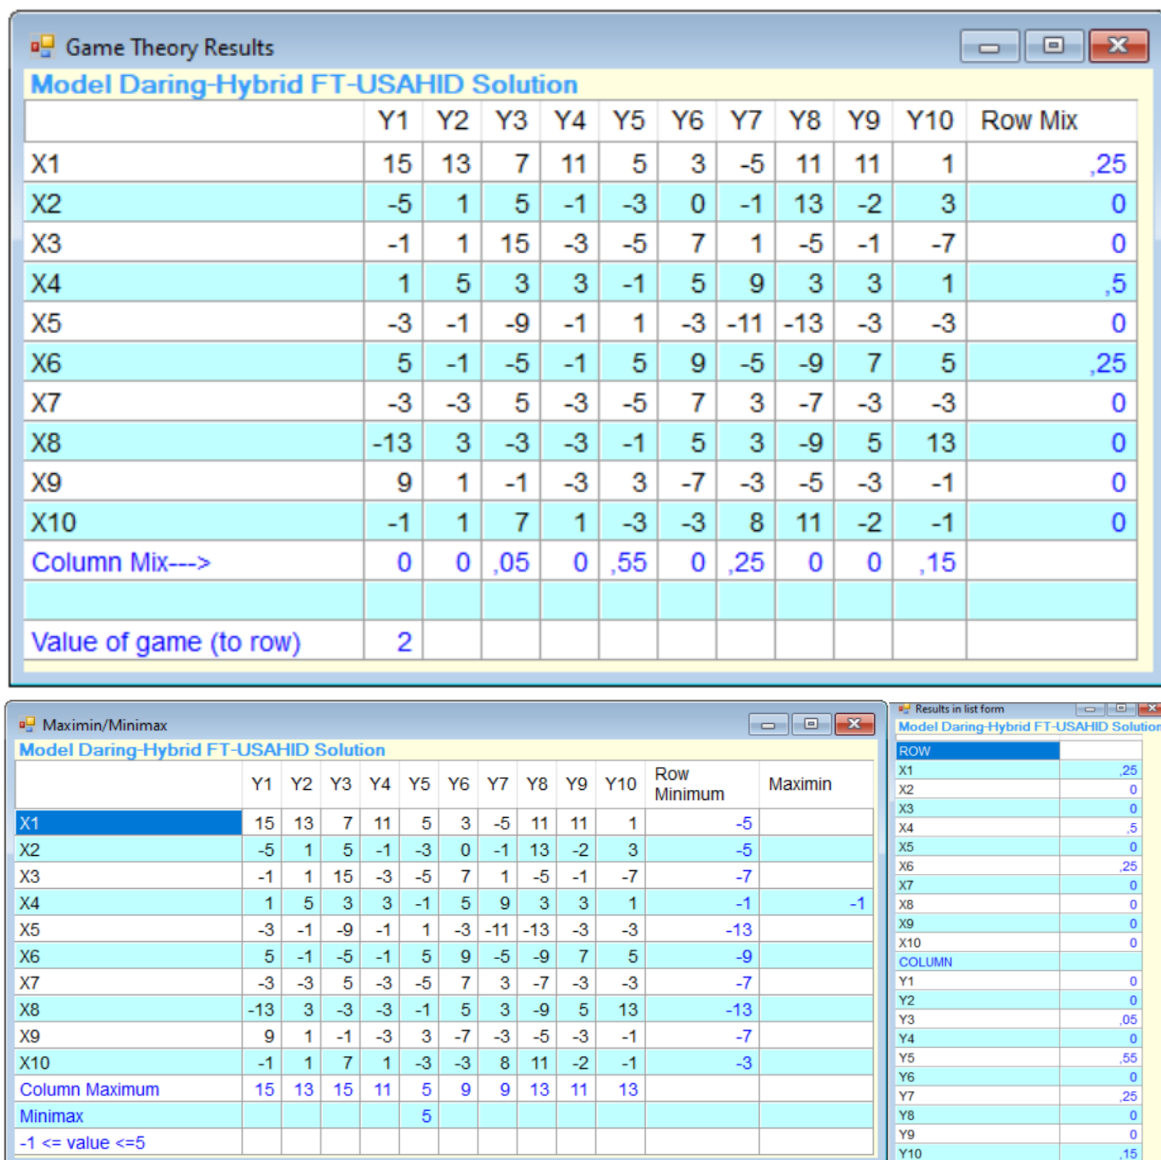 Game Theory Results
Model Daring-Hybrid FT-USAHID Solution
Y1 Y2 Y3 Y4 Y5 Y6 Y7 Y8 Y9 Y10 Row Mix
X1 15 13 7 11 5 3 -5 11 11 1 ,25
X2 -5 1 5 -1 -3 0 -1 13 -2 3 0
X3 -1 1 15 -3 -5 7 1 -5 -1 -7 0
X4 1 5 3 3 -1 5 9 3 3 1 ,5
X5 -3 -1 -9 -1 1 -3 -11 -13 -3 -3 0
X6 5 -1 -5 -1 5 9 -5 -9 7 5 ,25
X7 -3 -3 5 -3 -5 7 3 -7 -3 -3 0
X8 -13 3 -3 -3 -1 5 3 -9 5 13 0
X9 9 1 -1 -3 3 -7 -3 -5 -3 -1 0
X10 -1 1 7 1 -3 -3 8 11 -2 -1 0
Column Mix---> 0 0 ,05 0 ,55 0 ,25 0 0 ,15
Value of game (to row) 2
Maximin/Minimax
Model Daring-Hybrid FT-USAHID Solution
Y1 Y2 Y3 Y4 Y5 Y6 Y7 Y8 Y9 Y10 Row Minimum Maximin
X1 15 13 7 11 5 3 -5 11 11 1 -5
X2 -5 1 5 -1 -3 0 -1 13 -2 3 -5
X3 -1 1 15 -3 -5 7 1 -5 -1 -7 -7
X4 1 5 3 3 -1 5 9 3 3 1 -1 -1
X5 -3 -1 -9 -1 1 -3 -11 -13 -3 -3 -13
X6 5 -1 -5 -1 5 9 -5 -9 7 5 -9
X7 -3 -3 5 -3 -5 7 3 -7 -3 -3 -7
X8 -13 3 -3 -3 -1 5 3 -9 5 13 -13
X9 9 1 -1 -3 3 -7 -3 -5 -3 -1 -7
X10 -1 1 7 1 -3 -3 8 11 -2 -1 -3
Column Maximum 15 13 15 11 5 9 9 13 11 13
Minimax 5
-1 <= value <=5
Results in list form
Model Daring-Hybrid FT-USAHID Solution
ROW
X1 ,25
X2 0
X3 0
X4 ,5
X5 0
X6 ,25
X7 0
X8 0
X9 0
X10 0
COLUMN
Y1 0
Y2 0
Y3 ,05
Y4 0
Y5 ,55
Y6 0
Y7 ,25
Y8 0
Y9 0
Y10 ,15